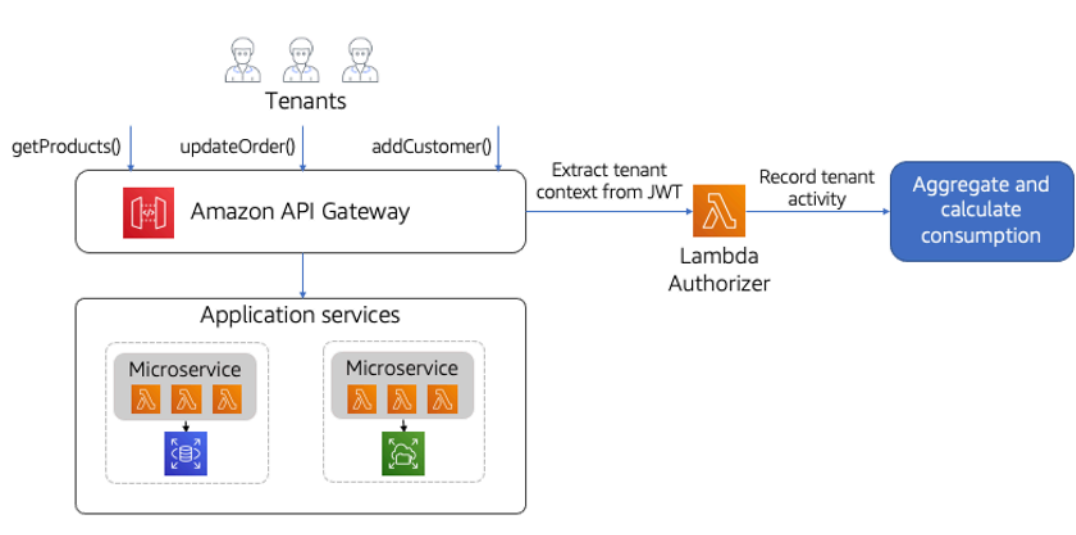 Tenants
getProducts()
updateOrder()
addCustomer()
Amazon API Gateway
Extract tenant
context from JWT
Lambda
Authorizer
Record tenant
activity
Aggregate and
calculate
consumption
Application services
Microservice
Microservice